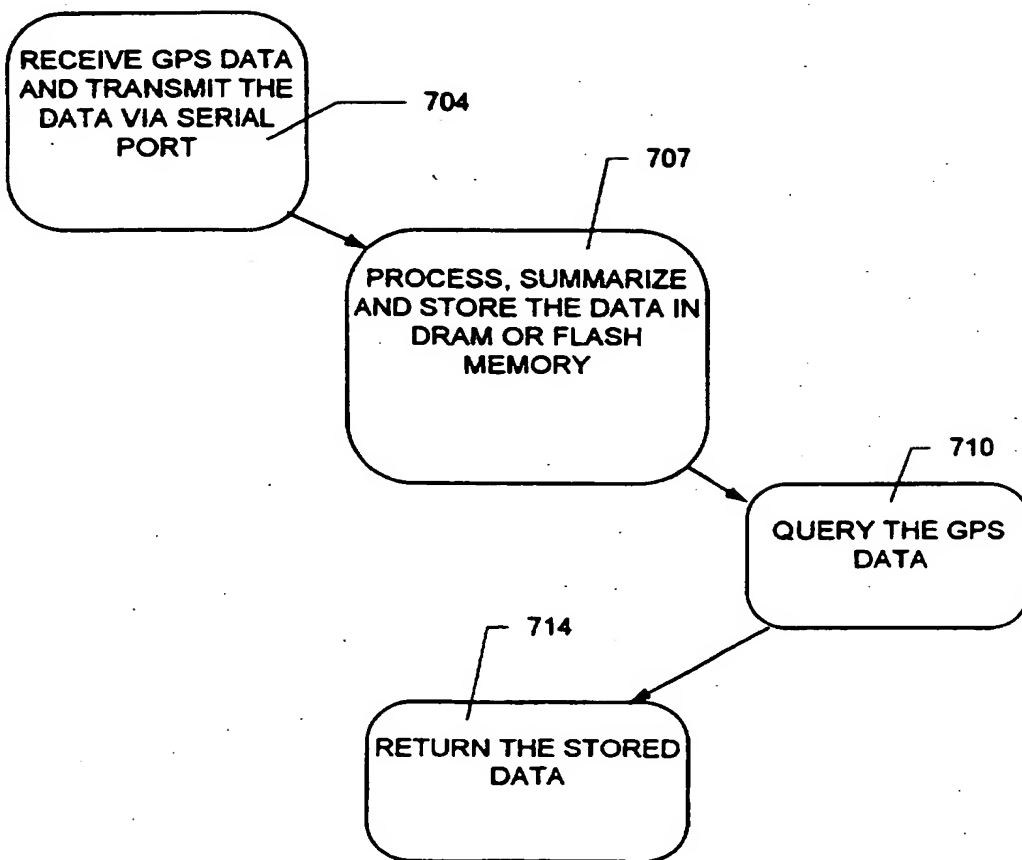 RECEIVE GPS DATA
AND TRANSMIT THE
DATA VIA SERIAL
PORT
704
707
PROCESS, SUMMARIZE
AND STORE THE DATA IN
DRAM OR FLASH
MEMORY
710
QUERY THE GPS
DATA
714
RETURN THE STORED
DATA